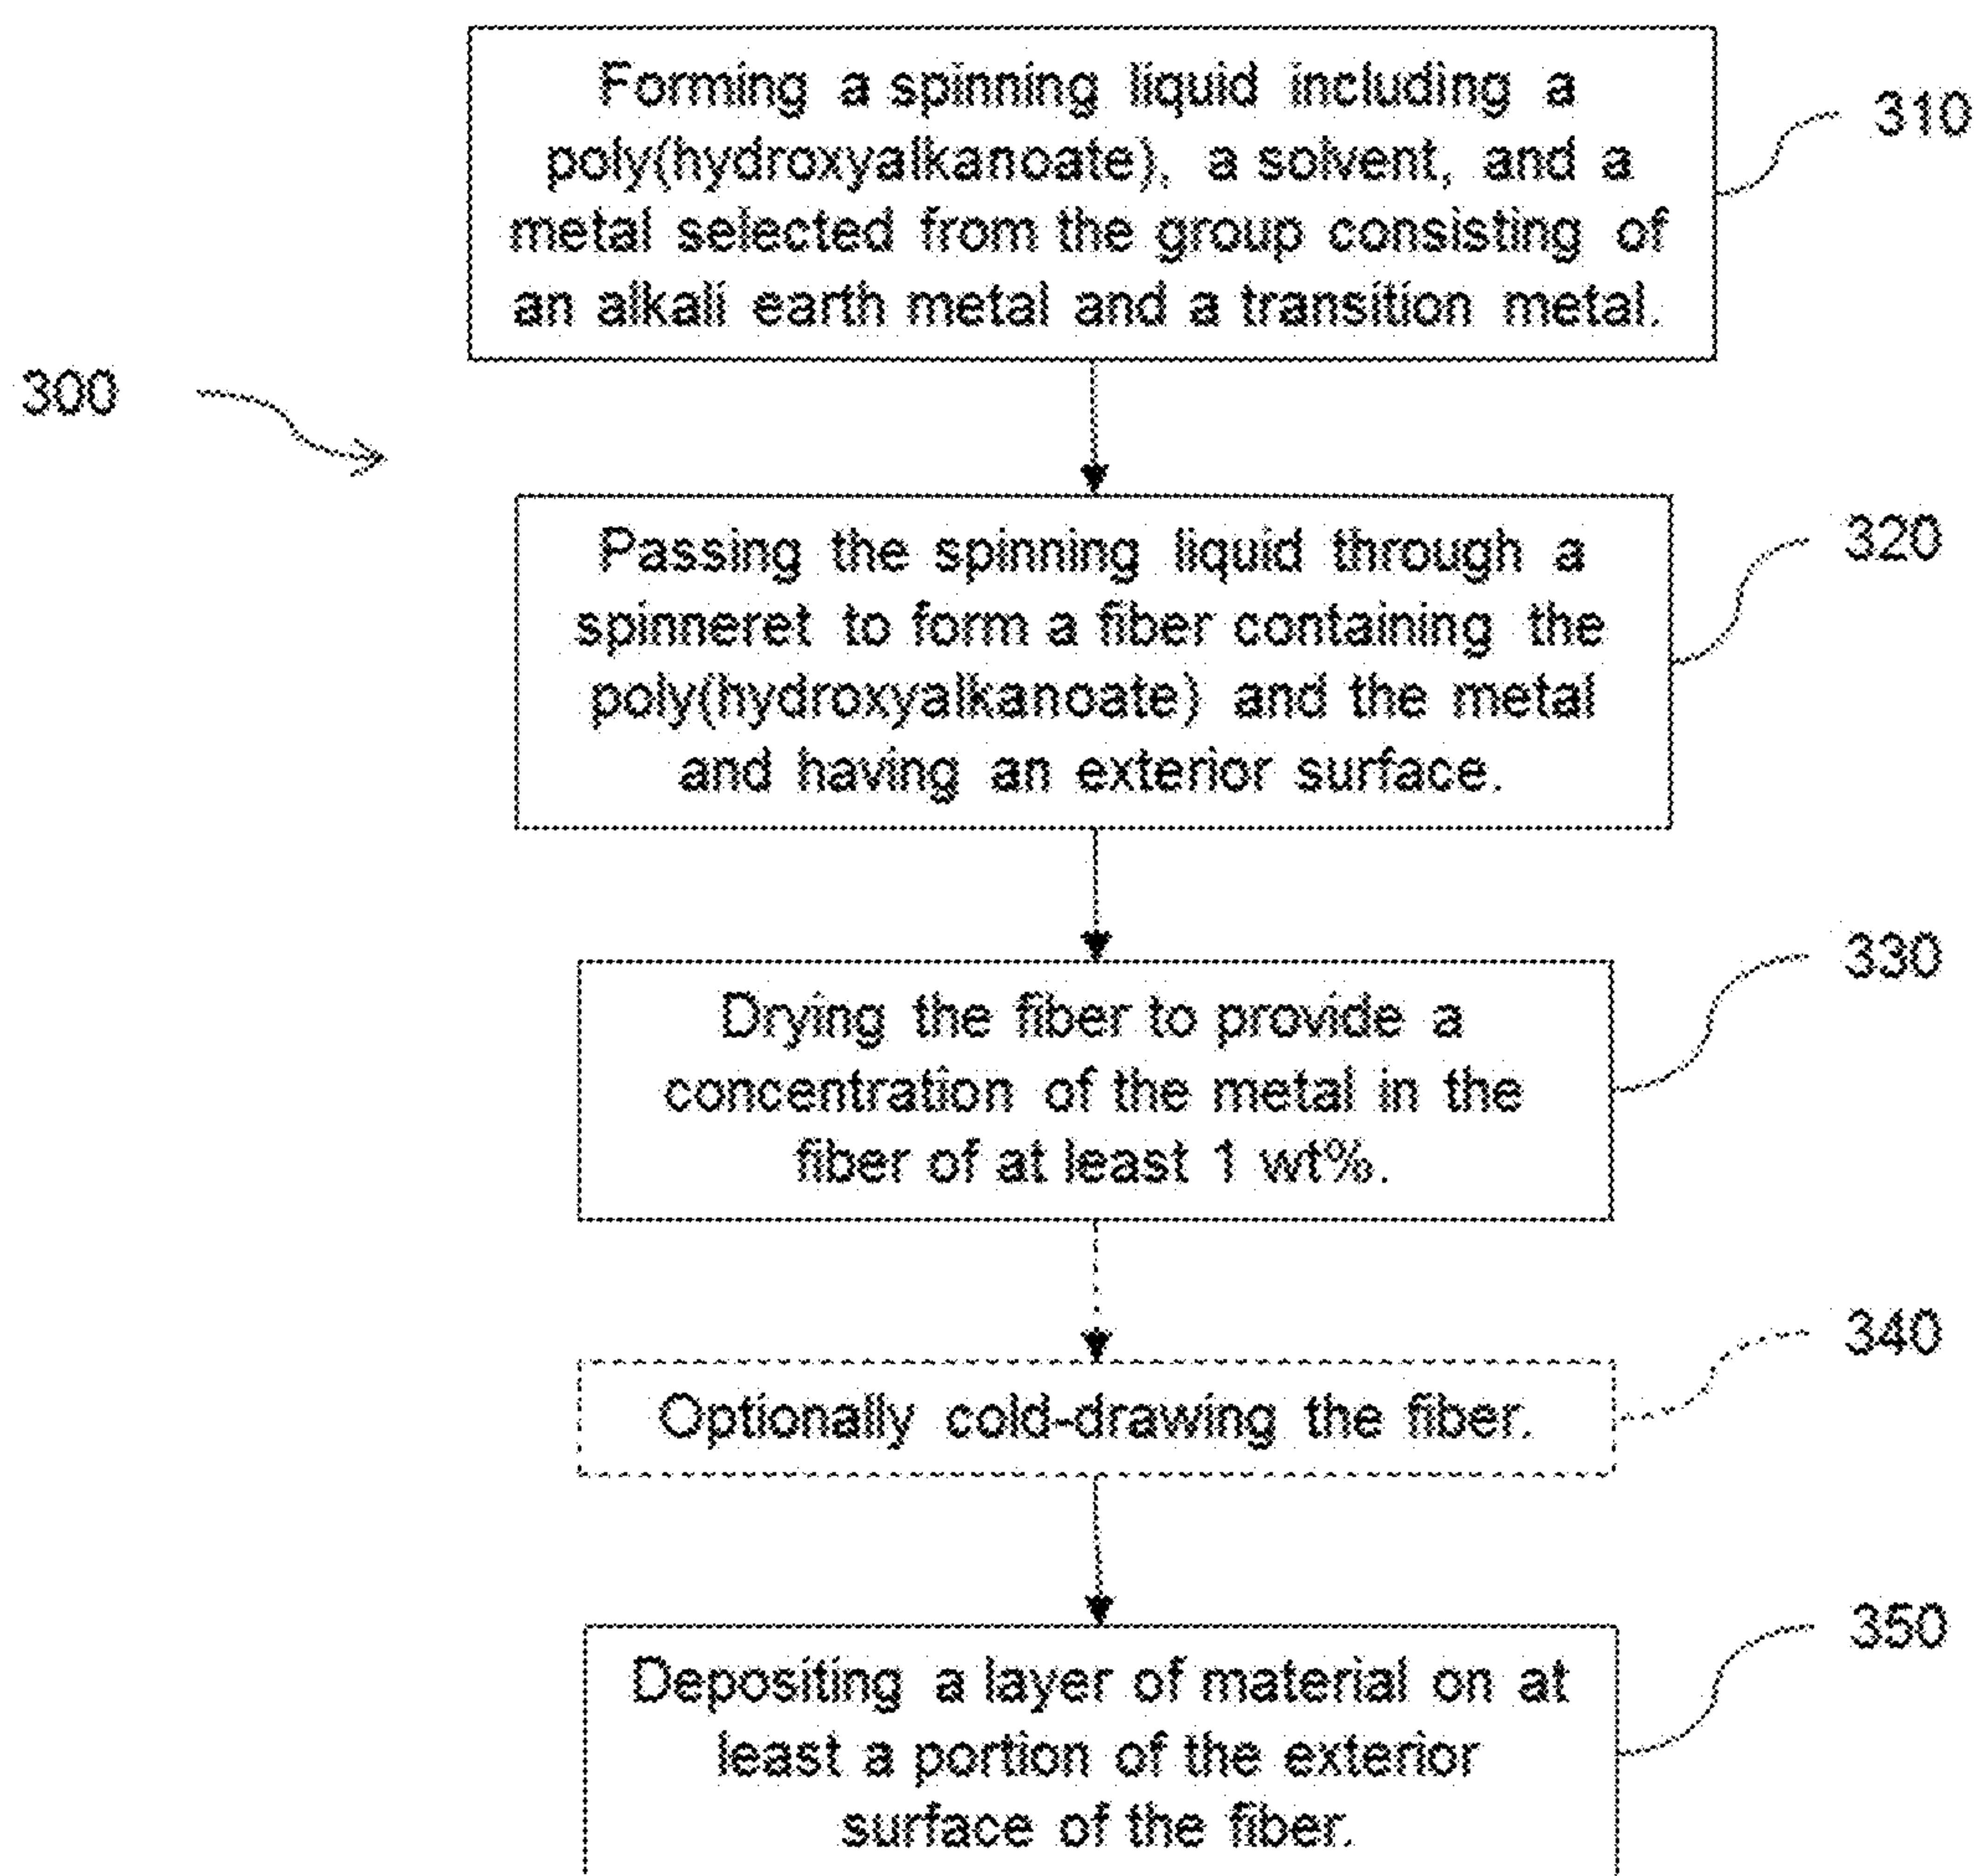 Forming a spinning liquid including a
poly(hydroxyalkanoate), a solvent, and a
metal selected from the group consisting of
an alkali earth metal and a transition metal.
310
300
Passing the spinning liquid through a
spinneret to form a fiber containing the
poly(hydroxyalkanoate) and the metal
and having an exterior surface.
320
Drying the fiber to provide a
concentration of the metal in the
fiber of at least 1 wt%.
330
Optionally cold-drawing the fiber.
340
Depositing a layer of material on at
least a portion of the exterior
surface of the fiber.
350